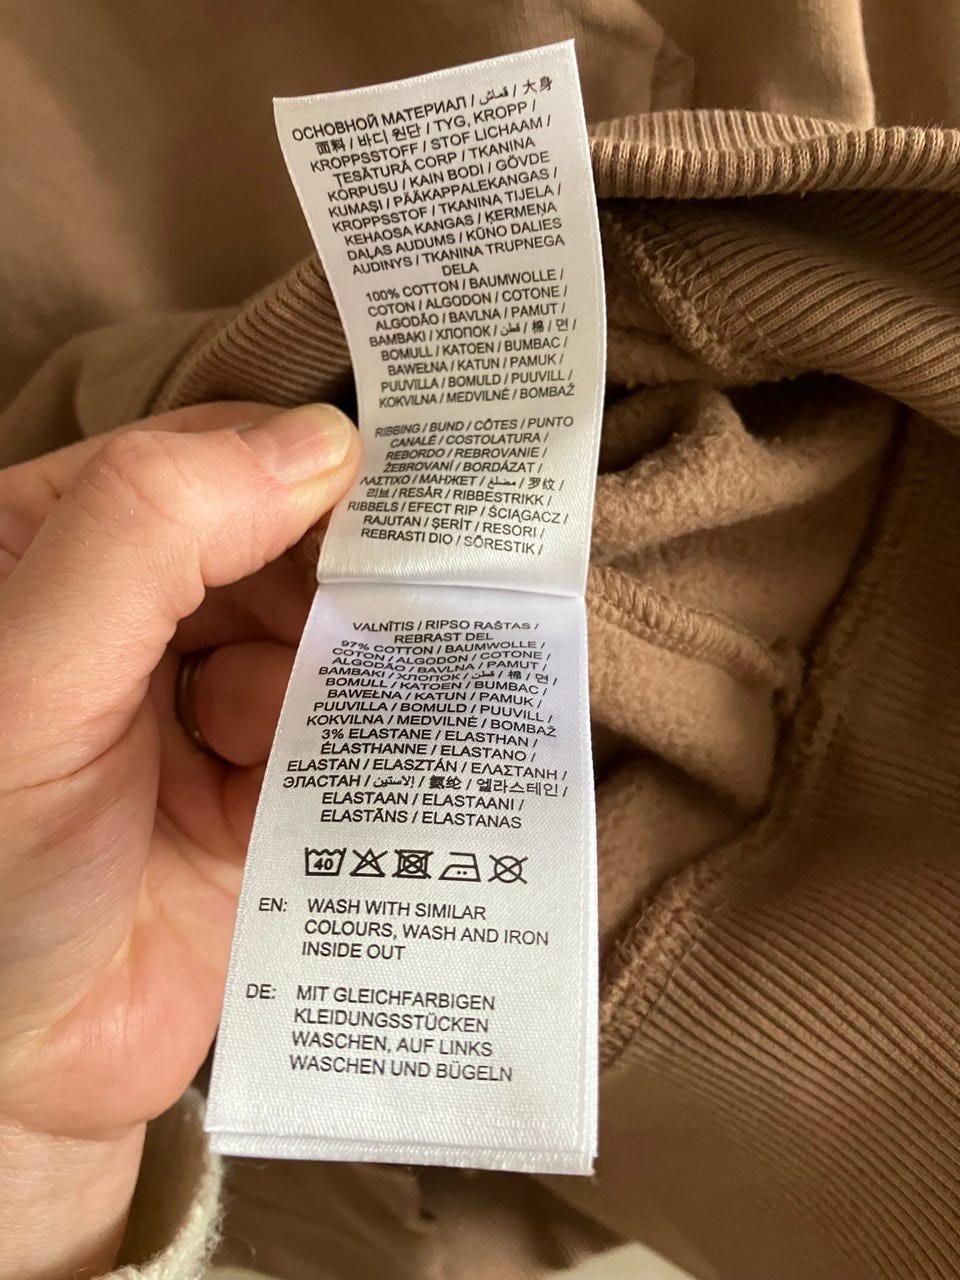 ОСНОВНОЙ МАТЕРИАЛ / قماش / 大身
面料 / 바디 원단 / TYG, KROPP /
KROPPSSTOFF / STOF LICHAAM /
TESĂTURĂ CORP / TKANINA
KORPUSU / KAIN BODI / GÖVDE
KUMAŞI / PÄÄKAPPALEKANGAS /
KROPPSSTOF / TKANINA TIJELA /
KEHAOSA KANGAS / ĶERMEŅA
DAĻAS AUDUMS / KŪNO DALIES
AUDINYS / TKANINA TRUPNEGA
DELA
100% COTTON / BAUMWOLLE /
COTON / ALGODON / COTONE /
ALGODÃO / BAVLNA / PAMUT /
ΒΑΜΒΑΚΙ / ХЛОПОК / قطن / 棉 / 면 /
BOMULL / KATOEN / BUMBAC /
BAWEŁNA / KATUN / PAMUK /
PUUVILLA / BOMULD / PUUVILL /
KOKVILNA / MEDVILNĖ / BOMBAŽ
RIBBING / BUND / CÔTES / PUNTO
CANALÉ / COSTOLATURA /
REBORDO / REBROVANIE /
ŽEBROVANÍ / BORDÁZAT /
ΛΑΣΤΙΧΟ / МАНЖЕТ / مضلع / 罗纹 /
리브 / RESÅR / RIBBESTRIKK /
RIBBELS / EFECT RIP / ŚCIĄGACZ /
RAJUTAN / ŞERİT / RESORI /
REBRASTI DIO / SÕRESTIK /
VALNĪTIS / RIPSO RAŠTAS /
REBRAST DEL
97% COTTON / BAUMWOLLE /
COTON / ALGODON / COTONE /
ALGODÃO / BAVLNA / PAMUT /
ΒΑΜΒΑΚΙ / ХЛОПОК / قطن / 棉 / 면 /
BOMULL / KATOEN / BUMBAC /
BAWEŁNA / KATUN / PAMUK /
PUUVILLA / BOMULD / PUUVILL /
KOKVILNA / MEDVILNĖ / BOMBAŽ
3% ELASTANE / ELASTHAN /
ÉLASTHANNE / ELASTANO /
ELASTAN / ELASZTÁN / ΕΛΑΣΤΑΝΗ /
ЭЛАСТАН / إلاستين / 氨纶 / 엘라스테인 /
ELASTAAN / ELASTAANI /
ELASTĀNS / ELASTANAS
40
EN: WASH WITH SIMILAR
COLOURS, WASH AND IRON
INSIDE OUT
DE: MIT GLEICHFARBIGEN
KLEIDUNGSSTÜCKEN
WASCHEN, AUF LINKS
WASCHEN UND BÜGELN